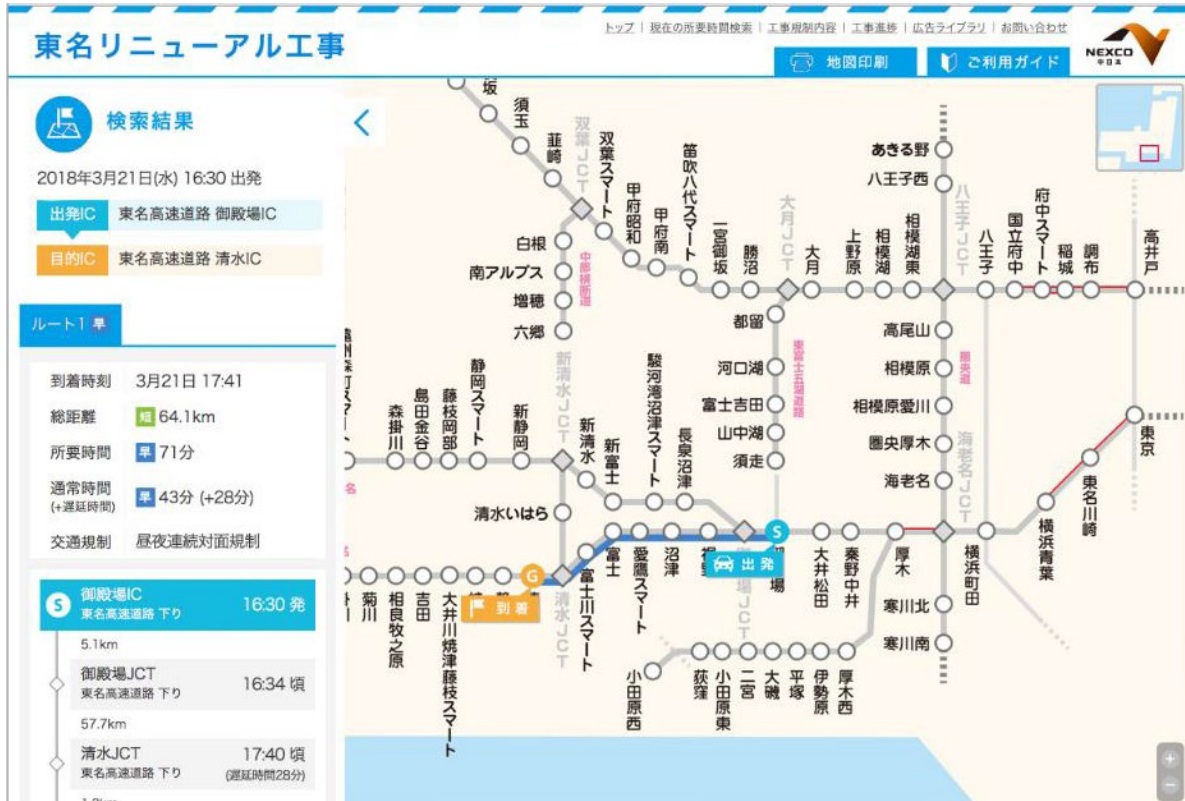 東名リニューアル工事
トップ | 現在の所要時間検索 | 工事規制内容 | 工事進捗 | 広告ライブラリ | お問い合わせ
地図印刷
ご利用ガイド
NEXCO
中日本
検索結果
2018年3月21日(水) 16:30 出発
出発IC 東名高速道路 御殿場IC
目的IC 東名高速道路 清水IC
ルート1 早
到着時刻 3月21日 17:41
総距離 短 64.1km
所要時間 早 71分
通常時間 早 43分 (+28分)
(+遅延時間)
交通規制 昼夜連続対面規制
S 御殿場IC 16:30 発
東名高速道路 下り
5.1km
御殿場JCT 16:34 頃
東名高速道路 下り
57.7km
清水JCT 17:40 頃
東名高速道路 下り (遅延時間28分)
須玉
韮崎
双葉JCT
双葉スマート
甲府昭和
甲府南
笛吹八代スマート
一宮御坂
勝沼
大月JCT
大月
上野原
相模湖
相模湖東
八王子JCT
八王子
国立府中
府中スマート
稲城
調布
高井戸
あきる野
八王子西
白根
南アルプス
増穂
六郷
中部横断道
都留
河口湖
富士吉田
山中湖
須走
東富士五湖道路
高尾山
相模原
相模原愛川
圏央厚木
海老名
圏央道
海老名JCT
森掛川
島田金谷
藤枝岡部
静岡スマート
新静岡
新清水JCT
新清水
新富士
駿河湾沼津スマート
長泉沼津
清水いはら
東京
東名川崎
横浜青葉
横浜町田
厚木
秦野中井
大井松田
S
出発
沼津
愛鷹スマート
富士
富士川スマート
清水JCT
G
到着
大井川焼津藤枝スマート
吉田
相良牧之原
菊川
寒川北
寒川南
小田原西
荻窪
小田原東
二宮
大磯
平塚
伊勢原
厚木西